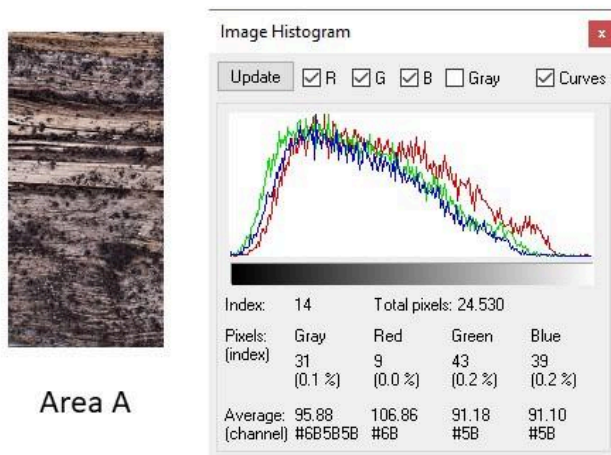 Image Histogram
x
Update R G B Gray Curves
Index: 14 Total pixels: 24.530
Pixels: Gray Red Green Blue
(index) 31 9 43 39
(0.1 %) (0.0 %) (0.2 %) (0.2 %)
Average: 95.88 106.86 91.18 91.10
(channel) #6B5B5B #6B #5B #5B
Area A